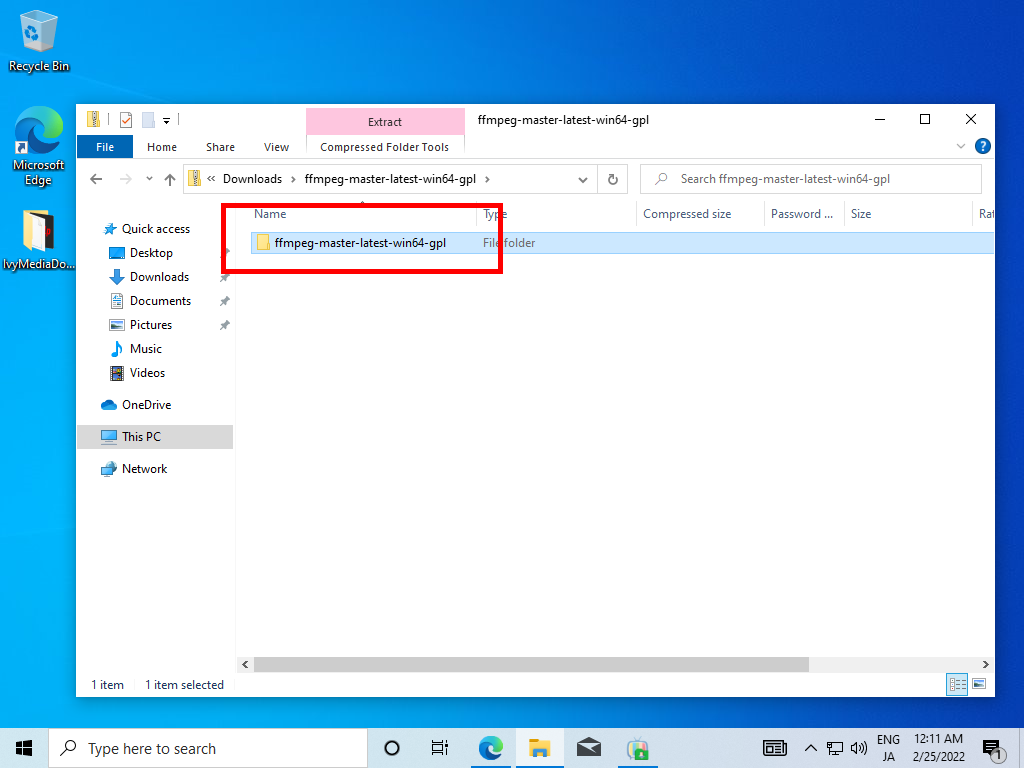 Recycle Bin
Microsoft
Edge
IvyMediaDo...
Extract
ffmpeg-master-latest-win64-gpl
File
Home
Share
View
Compressed Folder Tools
?
« Downloads › ffmpeg-master-latest-win64-gpl ›
Search ffmpeg-master-latest-win64-gpl
Name
Type
Compressed size
Password ...
Size
Rat
ffmpeg-master-latest-win64-gpl
File folder
Quick access
Desktop
Downloads
Documents
Pictures
Music
Videos
OneDrive
This PC
Network
1 item
1 item selected
Type here to search
ENG
JA
12:11 AM
2/25/2022
1